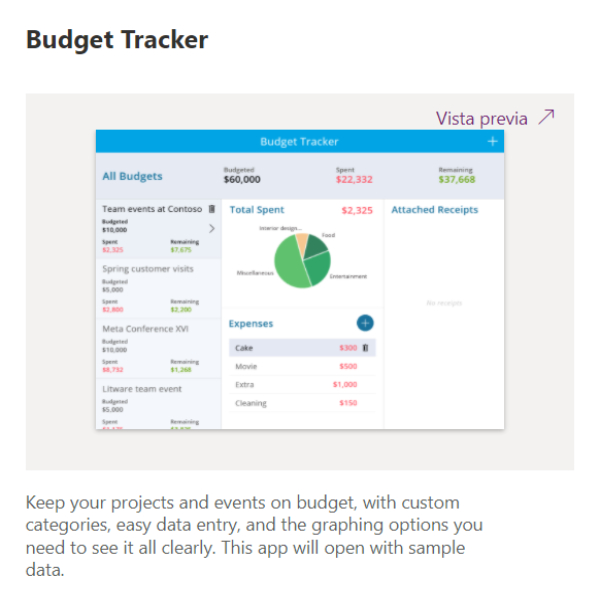 Budget Tracker
Vista previa
Budget Tracker
All Budgets
Budgeted
$60,000
Spent
$22,332
Remaining
$37,668
Team events at Contoso
Budgeted
$10,000
Spent
Remaining
$2,325
$7,675
Spring customer visits
Budgeted
$5,000
Spent
Remaining
$2,800
$2,200
Meta Conference XVI
Budgeted
$10,000
Spent
Remaining
$8,732
$1,268
Litware team event
Budgeted
$5,000
Spent
Remaining
Total Spent
$2,325
Interior design...
Food
Miscellaneous
Entertainment
Expenses
Cake
$300
Movie
$500
Extra
$1,000
Cleaning
$150
Attached Receipts
No receipts
Keep your projects and events on budget, with custom
categories, easy data entry, and the graphing options you
need to see it all clearly. This app will open with sample
data.